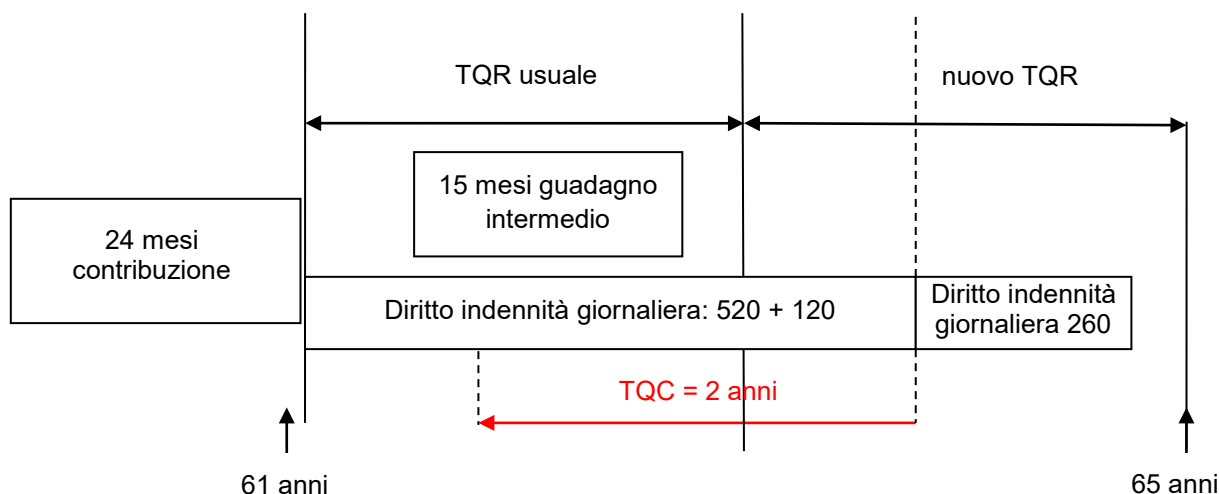 TQR usuale
nuovo TQR
15 mesi guadagno
intermedio
24 mesi
contribuzione
Diritto indennità giornaliera: 520 + 120
Diritto indennità
giornaliera 260
TQC = 2 anni
61 anni
65 anni